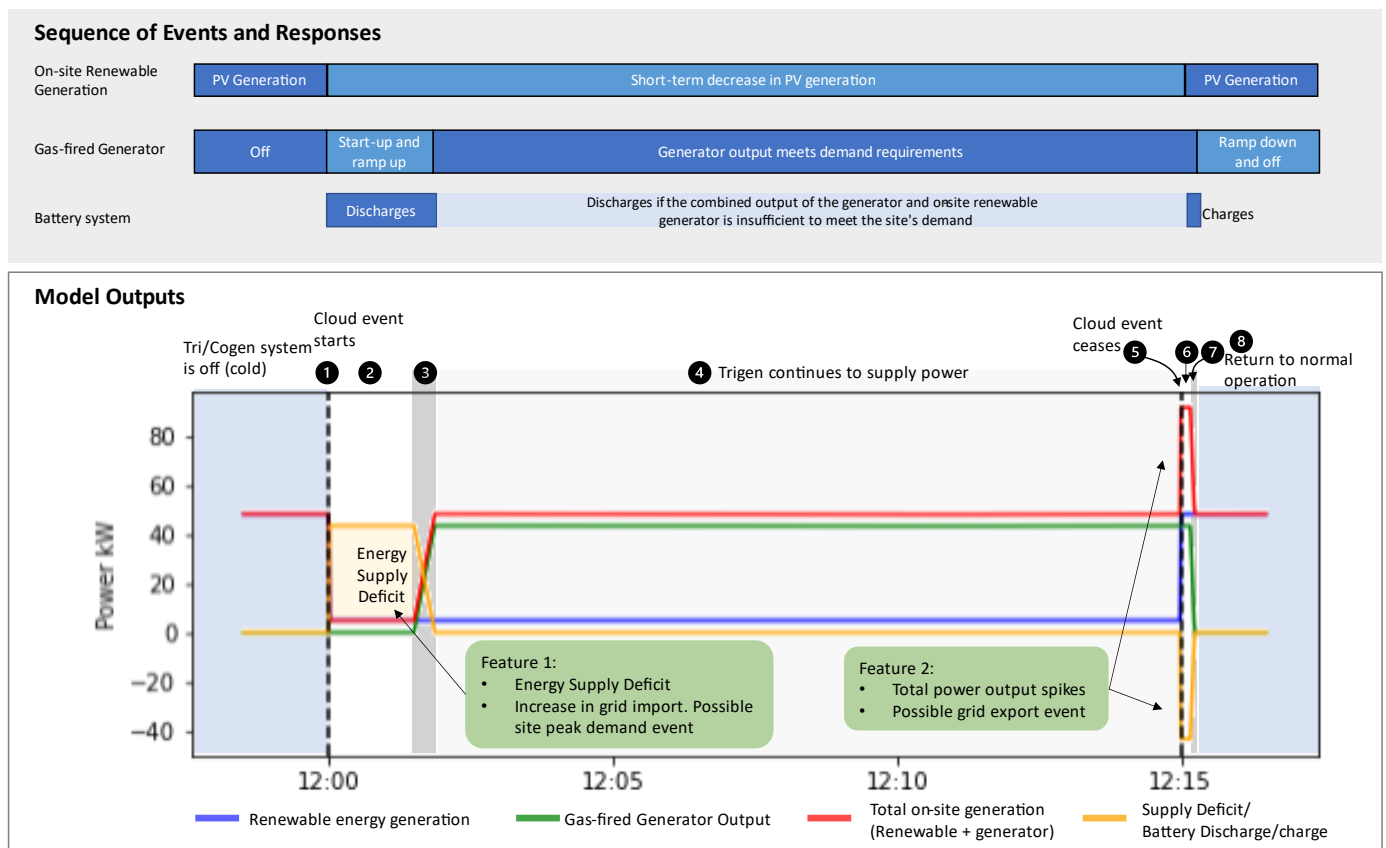 Sequence of Events and Responses
On-site Renewable
Generation
PV Generation
Short-term decrease in PV generation
PV Generation
Gas-fired Generator
Off
Start-up and
ramp up
Generator output meets demand requirements
Ramp down
and off
Battery system
Discharges
Discharges if the combined output of the generator and onsite renewable
generator is insufficient to meet the site's demand
Charges
Model Outputs
Tri/Cogen system
is off (cold)
Cloud event
starts
1
2
3
4 Trigen continues to supply power
Cloud event
ceases 5
6
7
8
Return to normal
operation
Power kW
80
60
40
20
0
−20
−40
Energy
Supply
Deficit
Feature 1:
• Energy Supply Deficit
• Increase in grid import. Possible
site peak demand event
Feature 2:
• Total power output spikes
• Possible grid export event
12:00
12:05
12:10
12:15
Renewable energy generation
Gas-fired Generator Output
Total on-site generation
(Renewable + generator)
Supply Deficit/
Battery Discharge/charge